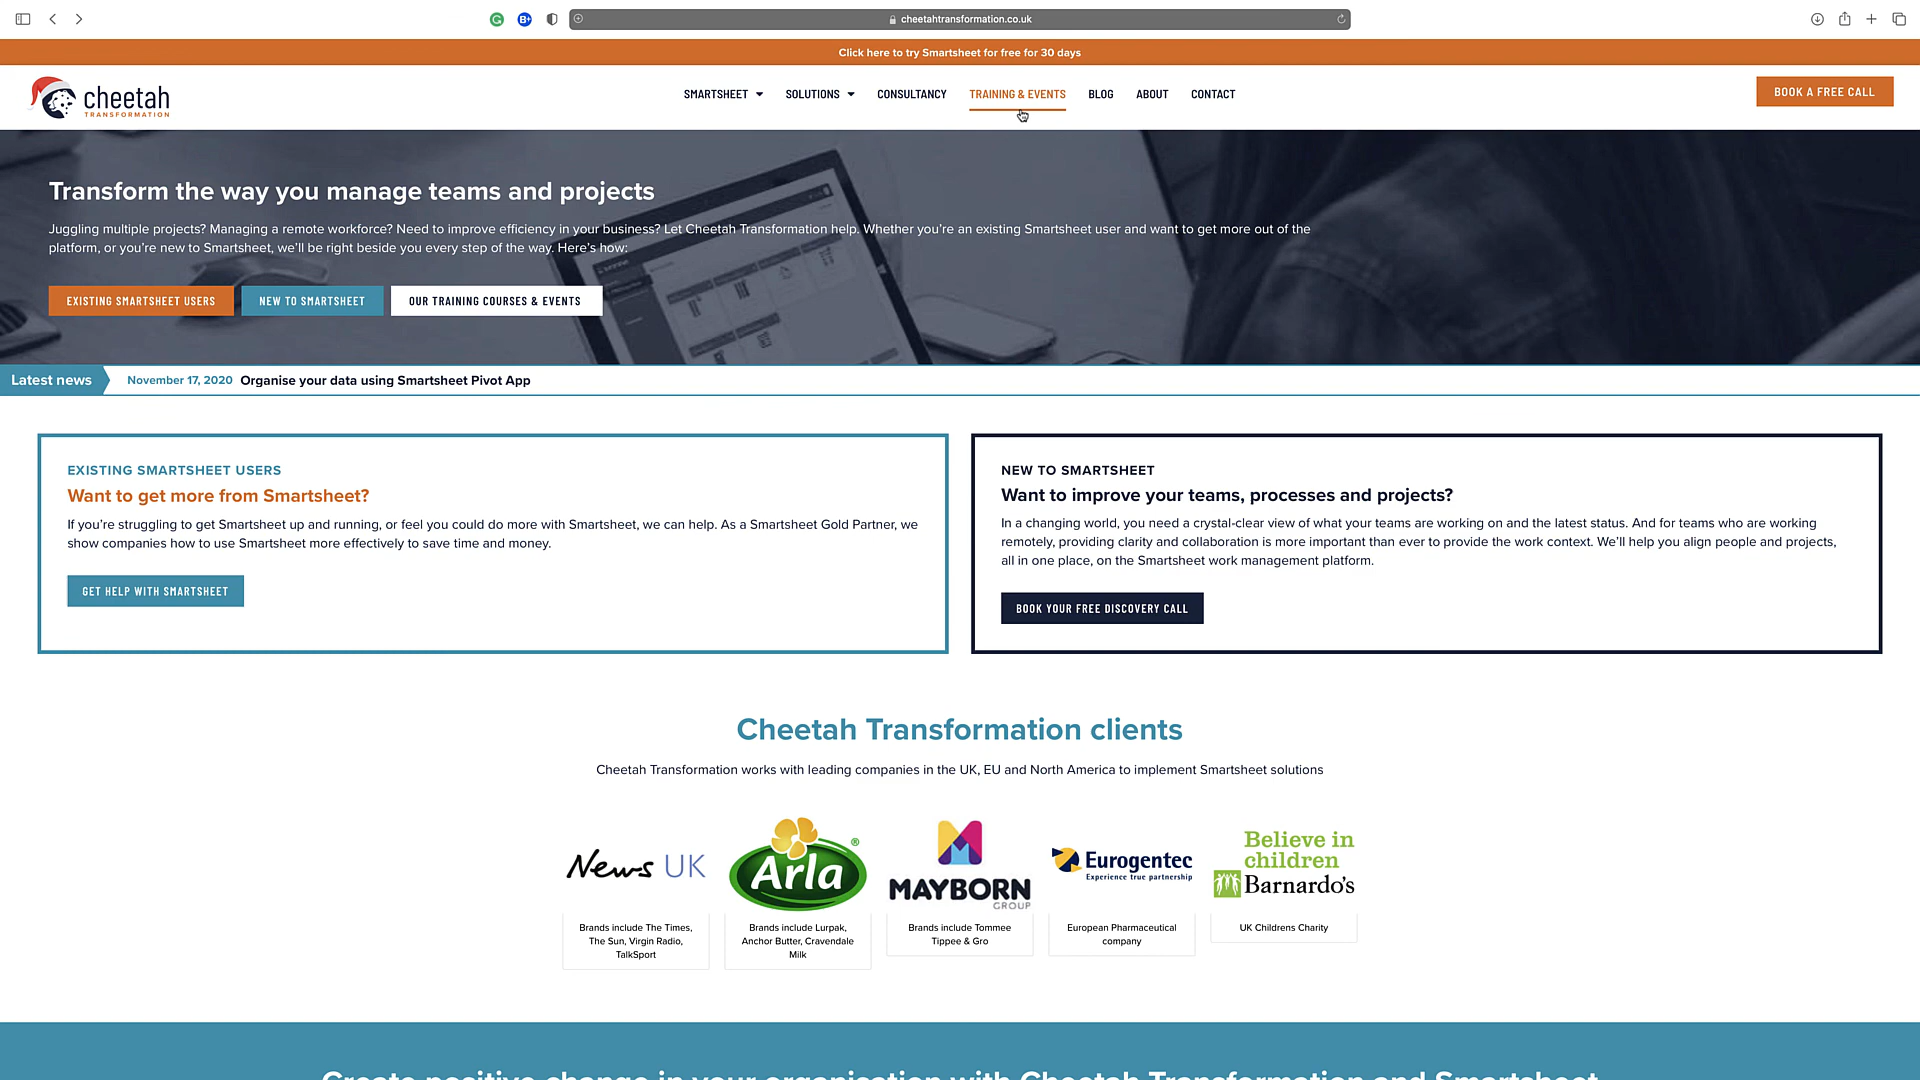 cheetahtransformation.co.uk
Click here to try Smartsheet for free for 30 days
cheetah
TRANSFORMATION
SMARTSHEET
SOLUTIONS
CONSULTANCY
TRAINING & EVENTS
BLOG
ABOUT
CONTACT
BOOK A FREE CALL
Transform the way you manage teams and projects
Juggling multiple projects? Managing a remote workforce? Need to improve efficiency in your business? Let Cheetah Transformation help. Whether you're an existing Smartsheet user and want to get more out of the
platform, or you're new to Smartsheet, we'll be right beside you every step of the way. Here's how:
EXISTING SMARTSHEET USERS
NEW TO SMARTSHEET
OUR TRAINING COURSES & EVENTS
Latest news
November 17, 2020 Organise your data using Smartsheet Pivot App
EXISTING SMARTSHEET USERS
Want to get more from Smartsheet?
If you're struggling to get Smartsheet up and running, or feel you could do more with Smartsheet, we can help. As a Smartsheet Gold Partner, we
show companies how to use Smartsheet more effectively to save time and money.
GET HELP WITH SMARTSHEET
NEW TO SMARTSHEET
Want to improve your teams, processes and projects?
In a changing world, you need a crystal-clear view of what your teams are working on and the latest status. And for teams who are working
remotely, providing clarity and collaboration is more important than ever to provide the work context. We'll help you align people and projects,
all in one place, on the Smartsheet work management platform.
BOOK YOUR FREE DISCOVERY CALL
Cheetah Transformation clients
Cheetah Transformation works with leading companies in the UK, EU and North America to implement Smartsheet solutions
News UK
Brands include The Times,
The Sun, Virgin Radio,
TalkSport
Arla ®
Brands include Lurpak,
Anchor Butter, Cravendale
Milk
MAYBORN
GROUP
Brands include Tommee
Tippee & Gro
Eurogentec
Experience true partnership
European Pharmaceutical
company
Believe in
children
Barnardo's
UK Childrens Charity
Create positive change in your organisation with Cheetah Transformation and Smartsheet